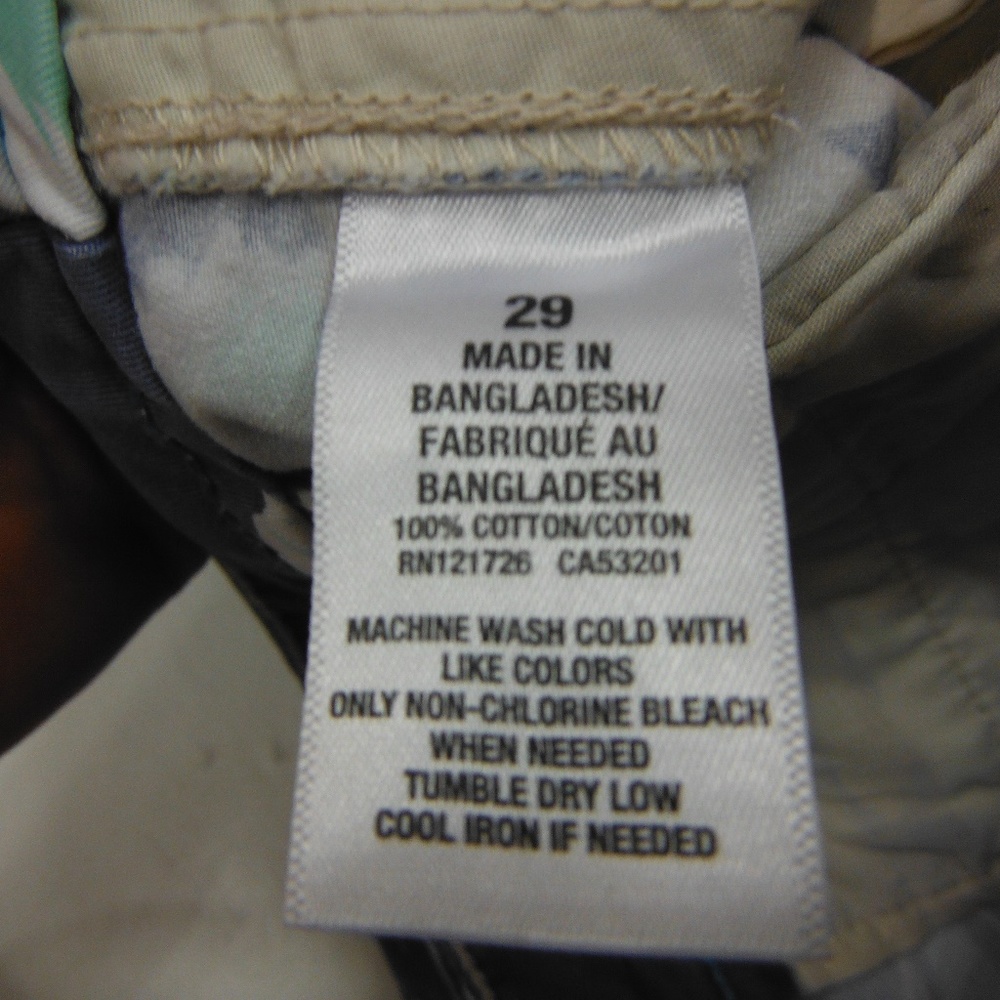 29
MADE IN
BANGLADESH/
FABRIQUÉ AU
BANGLADESH
100% COTTON/COTON
RN121726 CA53201
MACHINE WASH COLD WITH
LIKE COLORS
ONLY NON-CHLORINE BLEACH
WHEN NEEDED
TUMBLE DRY LOW
COOL IRON IF NEEDED